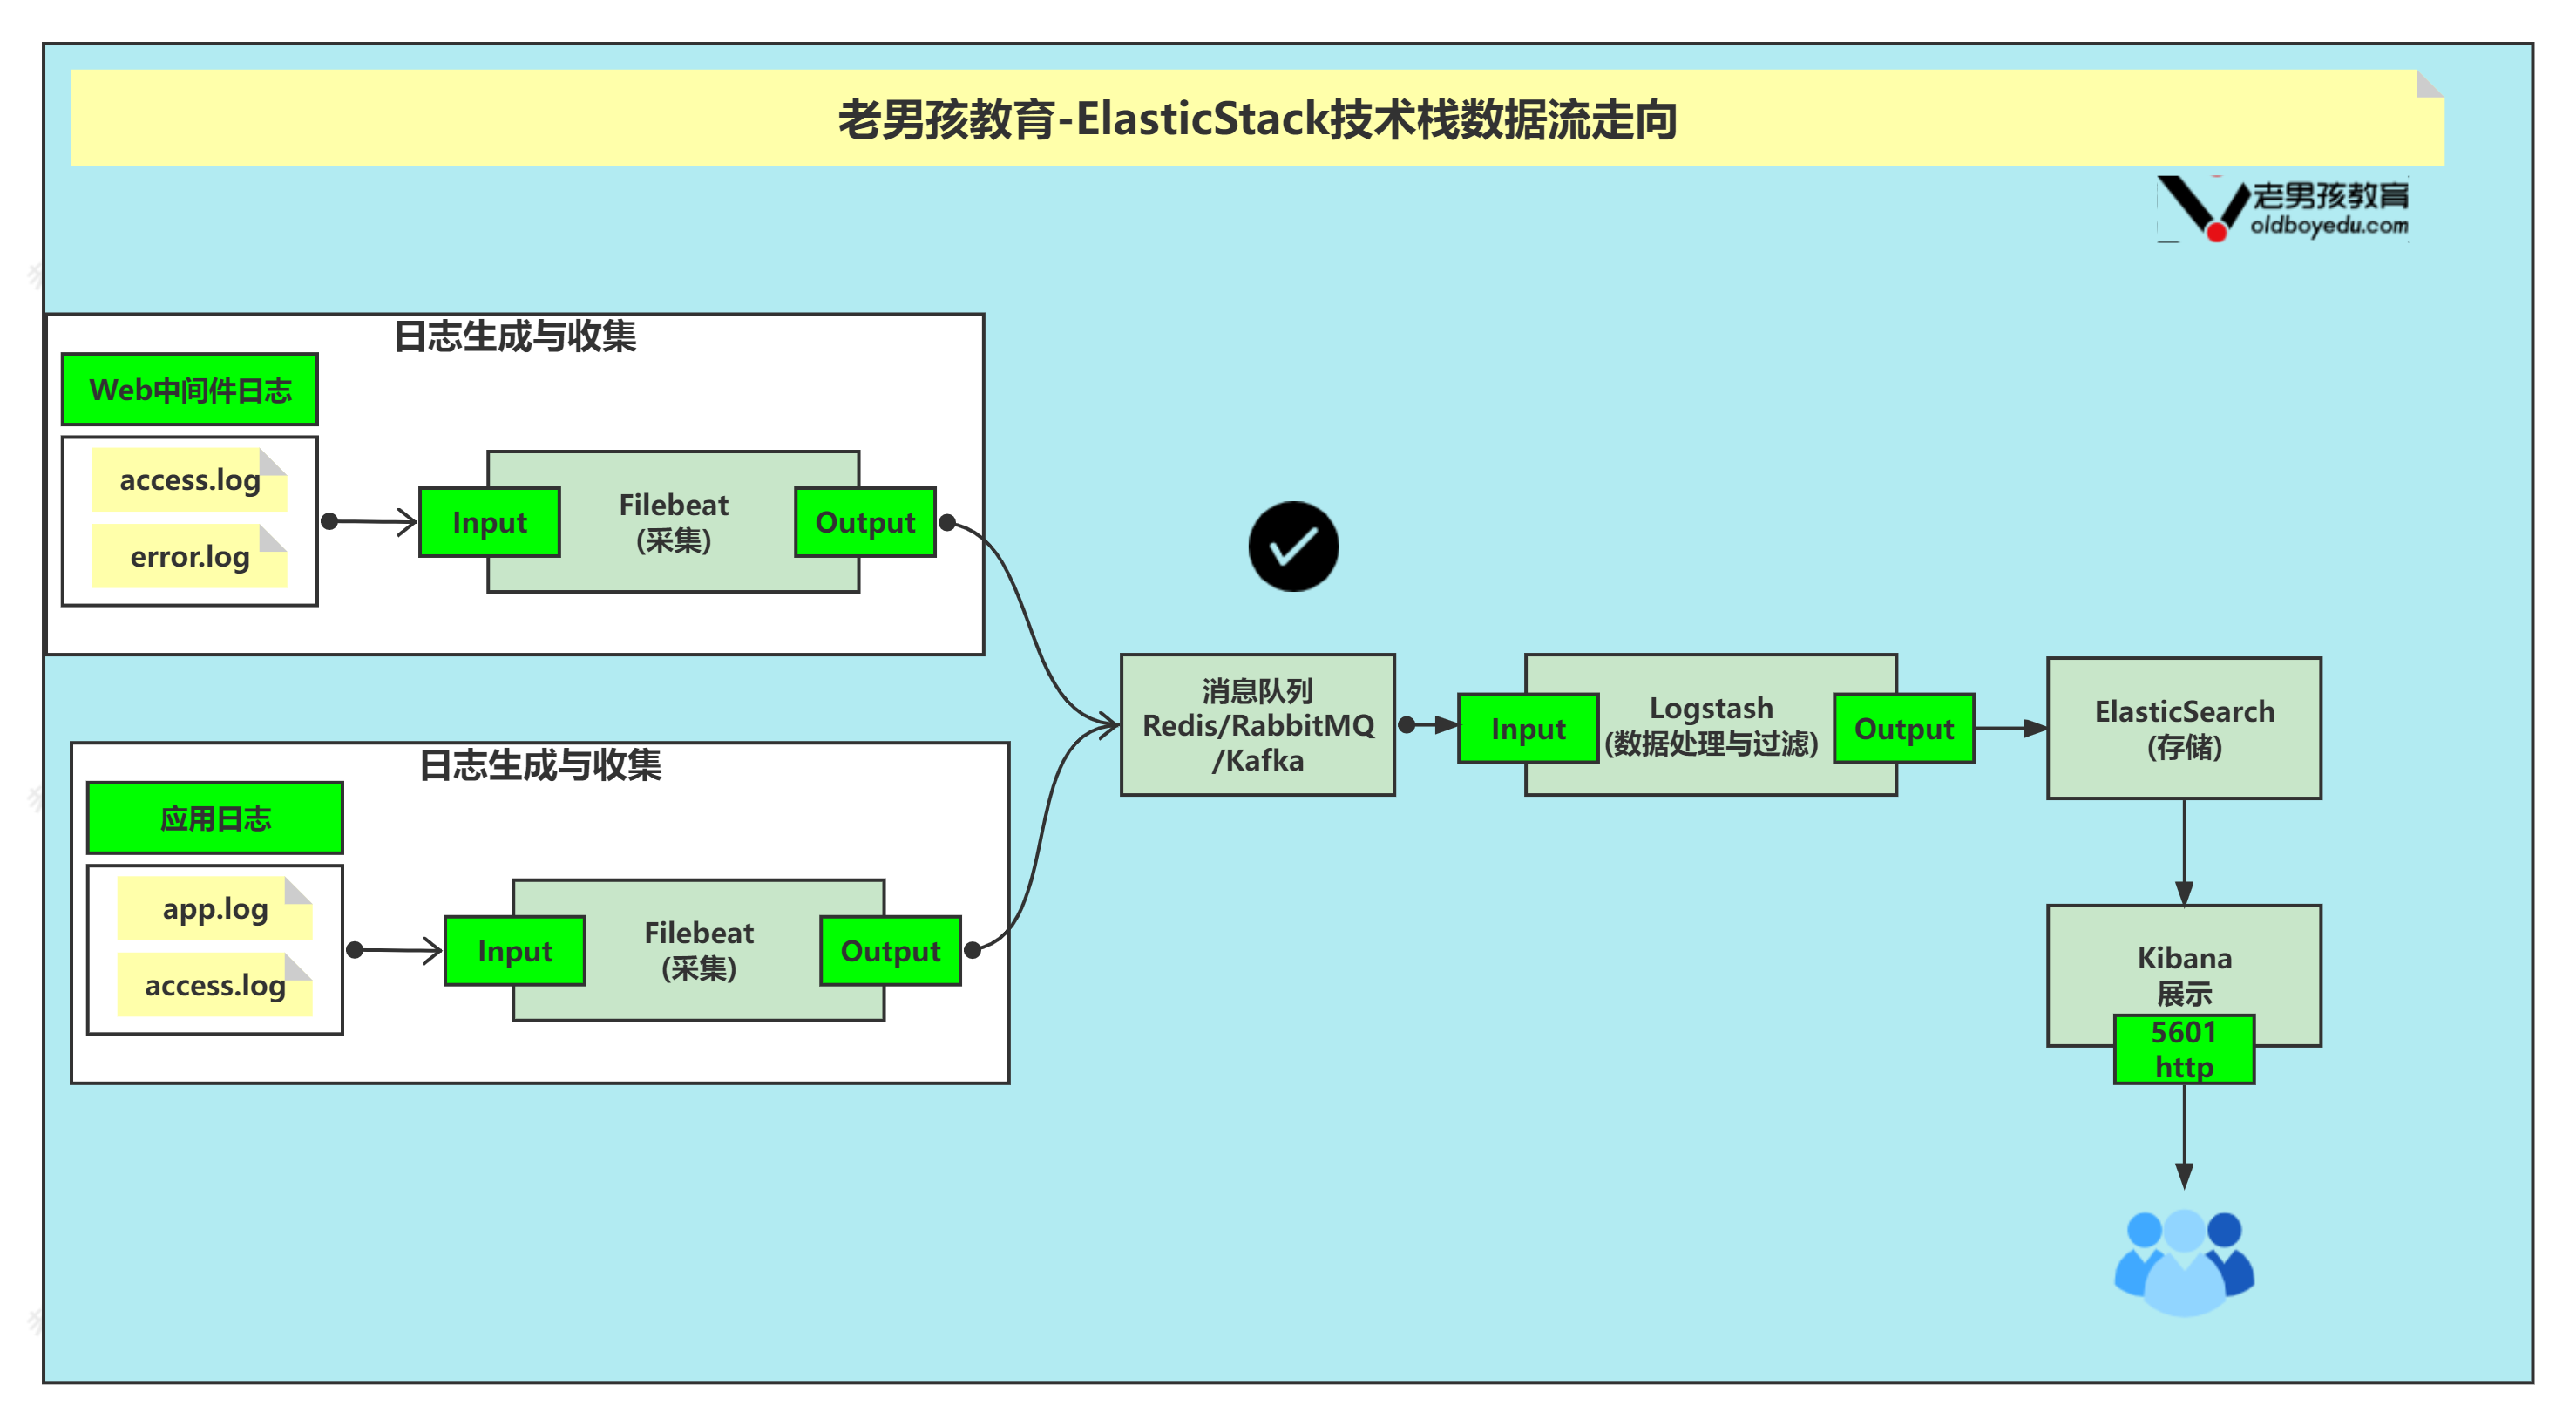 老男孩教育-ElasticStack技术栈数据流走向
老男孩教育
oldboyedu.com
日志生成与收集
Web中间件日志
access.log
error.log
Input
Filebeat
(采集)
Output
日志生成与收集
应用日志
app.log
access.log
Input
Filebeat
(采集)
Output
消息队列
Redis/RabbitMQ
/Kafka
Input
Logstash
(数据处理与过滤)
Output
ElasticSearch
(存储)
Kibana
展示
5601
http